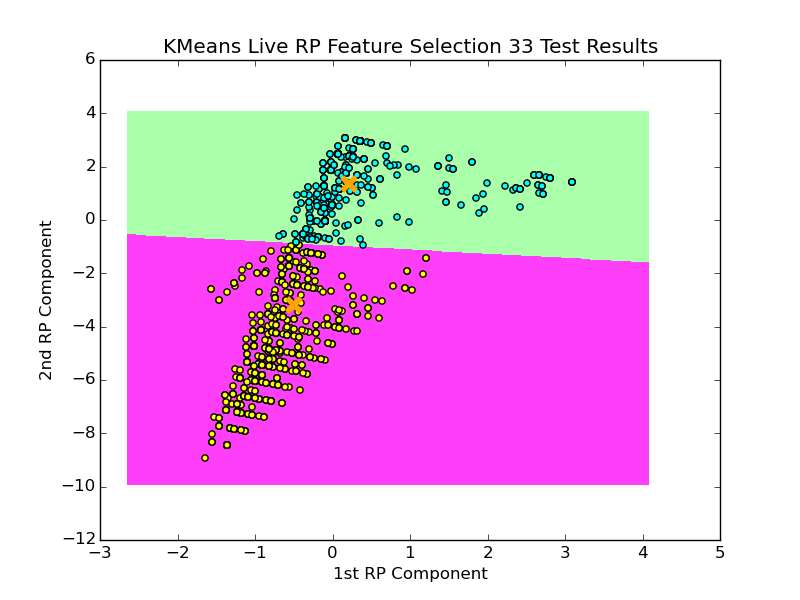 KMeans Live RP Feature Selection 33 Test Results
6
4
2
0
−2
−4
−6
−8
−10
−12
2nd RP Component
−3 −2 −1 0 1 2 3 4 5
1st RP Component